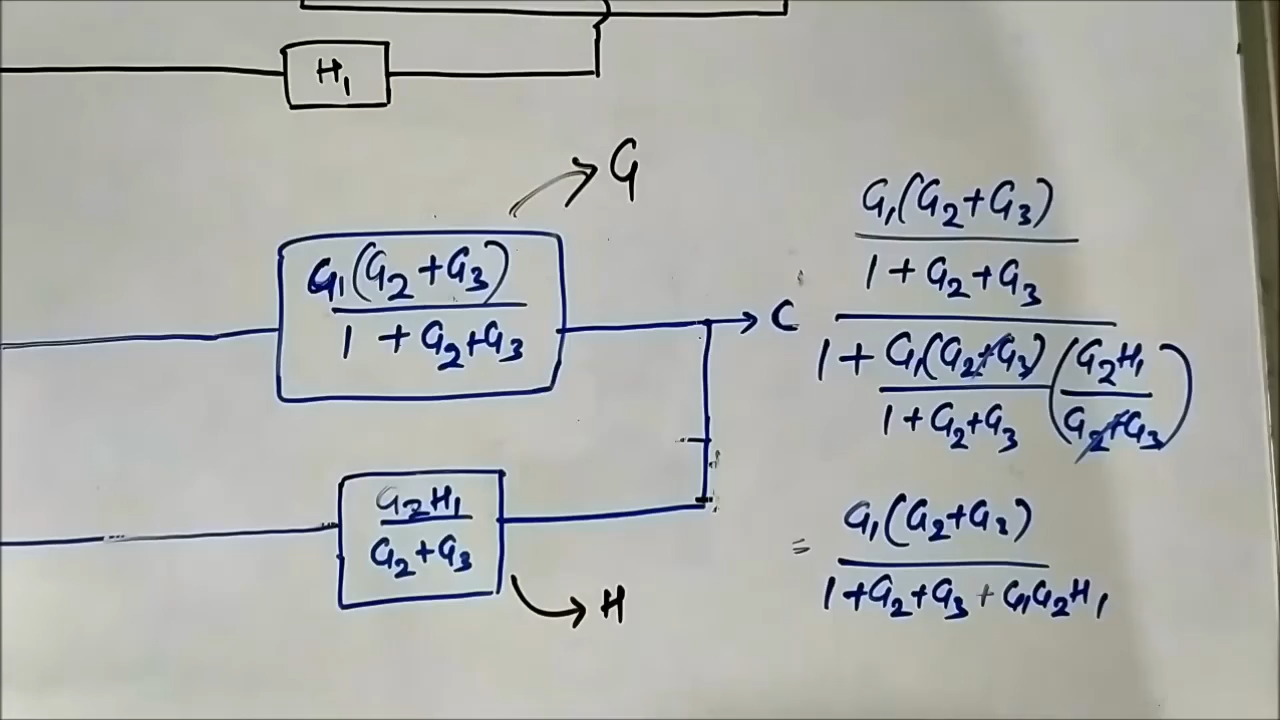 H₁
G
G₁(G₂+G₃)
1 + G₂+G₃
C
G₂H₁
G₂+G₃
H
G₁(G₂+G₃)
1 + G₂+G₃
1 + G₁(G₂+G₃) (G₂H₁
1 + G₂+G₃ G₂+G₃)
= G₁(G₂+G₃)
1+G₂+G₃ + G₁G₂H₁